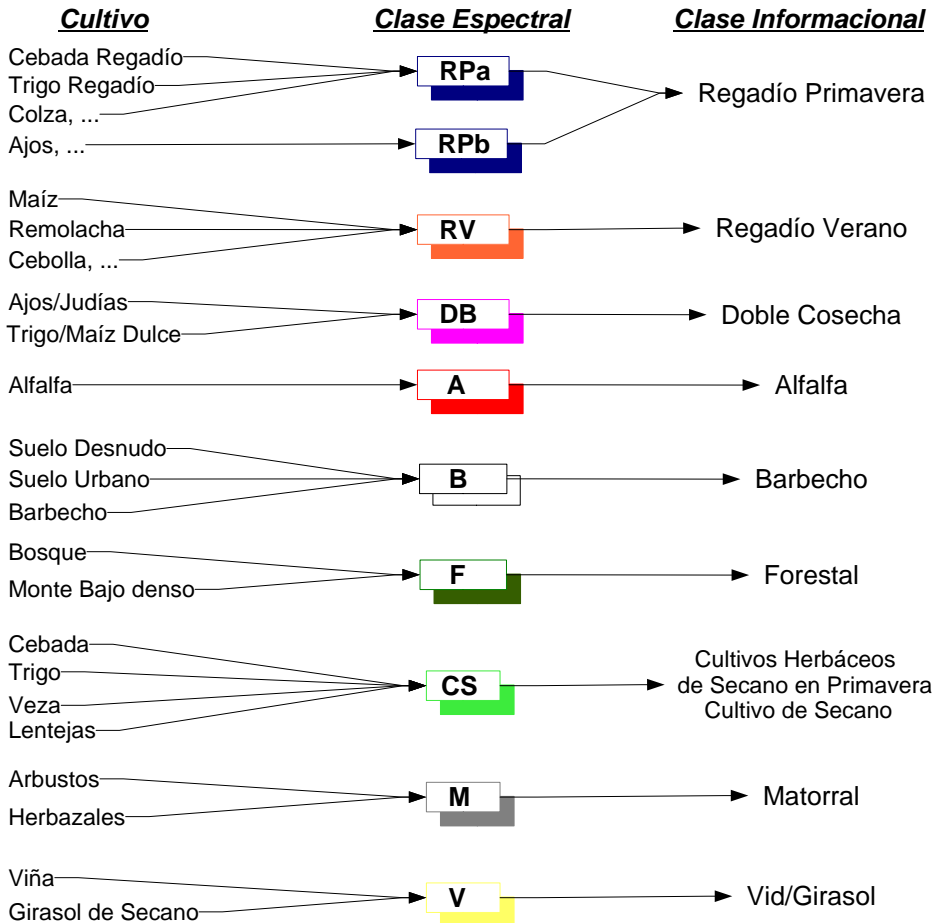 Cultivo Clase Espectral Clase Informacional
Cebada Regadío
Trigo Regadío
Colza, ...
Ajos, ...
RPa
RPb
Regadío Primavera
Maíz
Remolacha
Cebolla, ...
RV
Regadío Verano
Ajos/Judías
Trigo/Maíz Dulce
DB
Doble Cosecha
Alfalfa
A
Alfalfa
Suelo Desnudo
Suelo Urbano
Barbecho
B
Barbecho
Bosque
Monte Bajo denso
F
Forestal
Cebada
Trigo
Veza
Lentejas
CS
Cultivos Herbáceos
de Secano en Primavera
Cultivo de Secano
Arbustos
Herbazales
M
Matorral
Viña
Girasol de Secano
V
Vid/Girasol